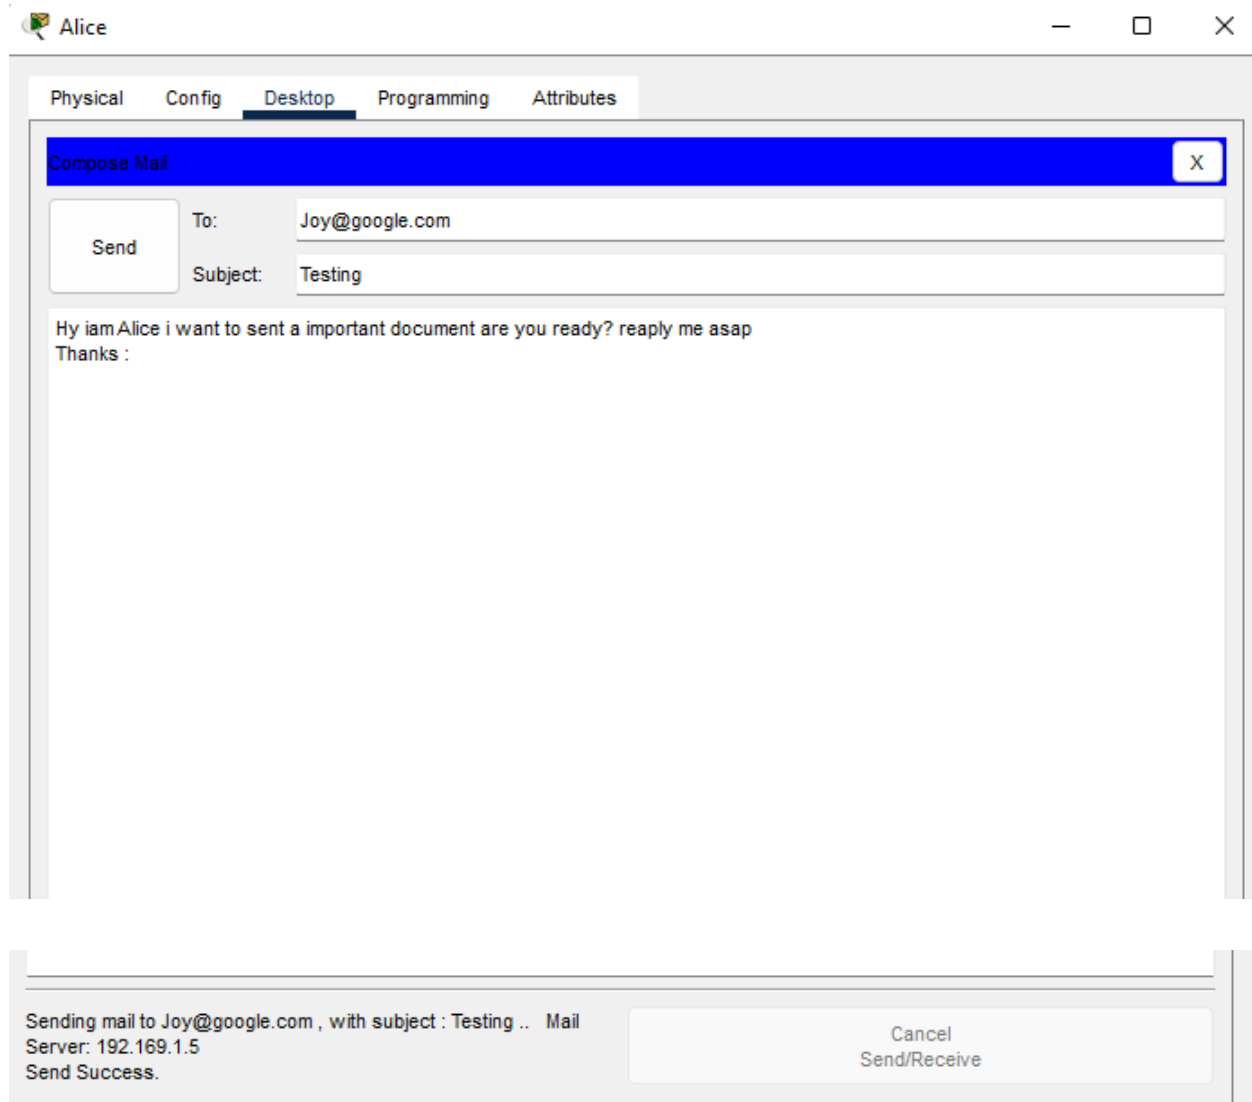 Alice
Physical Config Desktop Programming Attributes
Compose Mail
X
Send
To: Joy@google.com
Subject: Testing
Hy iam Alice i want to sent a important document are you ready? reaply me asap
Thanks :
Sending mail to Joy@google.com , with subject : Testing .. Mail
Server: 192.169.1.5
Send Success.
Cancel
Send/Receive